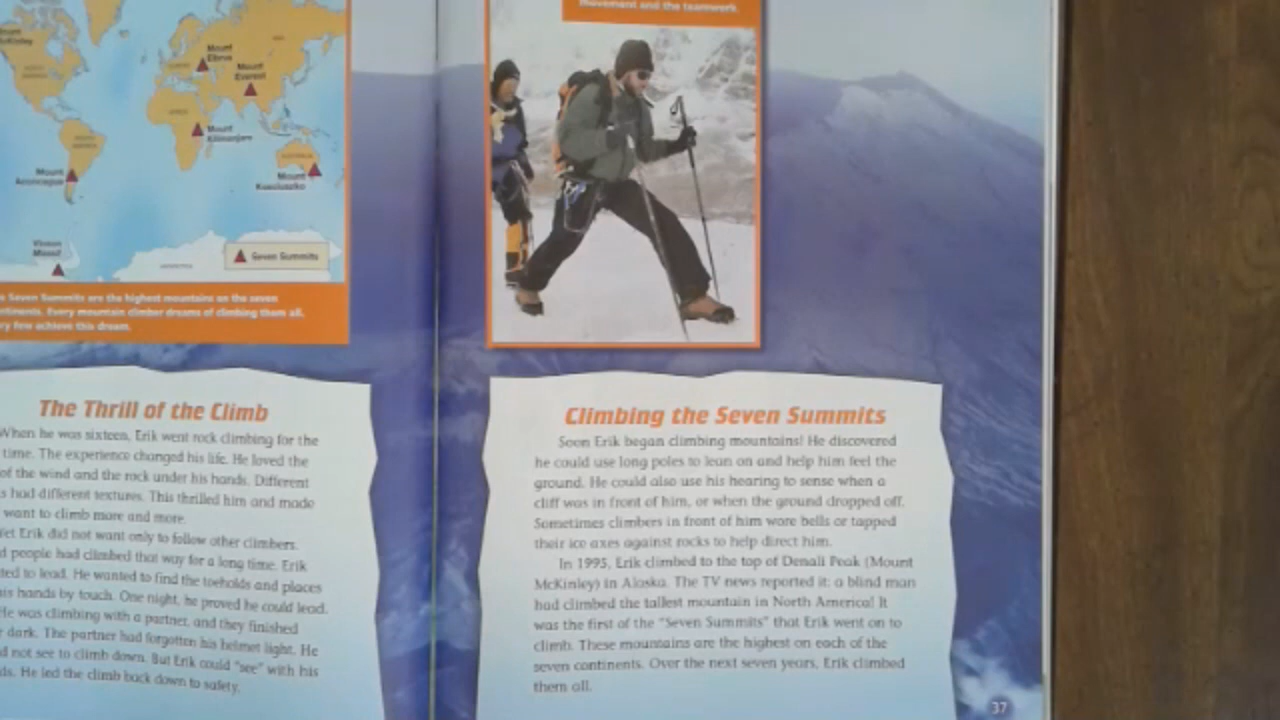 Mount
Elbrus
Mount
Everest
AFRICA
Mount
Kilimanjaro
AUSTRALIA
Mount
Aconcagua
Mount
Kosciuszko
Vinson
Massif
Seven Summits
Seven Summits are the highest mountains on the seven
Every mountain climber dreams of climbing them all.
few achieve this dream.
The Thrill of the Climb
When he was sixteen, Erik went rock climbing for the
time. The experience changed his life. He loved the
of the wind and the rock under his hands. Different
had different textures. This thrilled him and made
want to climb more and more.
Erik did not want only to follow other climbers.
people had climbed that way for a long time. Erik
to lead. He wanted to find the toeholds and places
his hands by touch. One night, he proved he could lead.
He was climbing with a partner, and they finished
dark. The partner had forgotten his helmet light. He
not see to climb down. But Erik could "see" with his
He led the climb back down to safety.
movement and the teamwork.
Climbing the Seven Summits
Soon Erik began climbing mountains! He discovered
he could use long poles to lean on and help him feel the
ground. He could also use his hearing to sense when a
cliff was in front of him, or when the ground dropped off.
Sometimes climbers in front of him wore bells or tapped
their ice axes against rocks to help direct him.
In 1995, Erik climbed to the top of Denali Peak (Mount
McKinley) in Alaska. The TV news reported it: a blind man
had climbed the tallest mountain in North America! It
was the first of the "Seven Summits" that Erik went on to
climb. These mountains are the highest on each of the
seven continents. Over the next seven years, Erik climbed
them all.
37